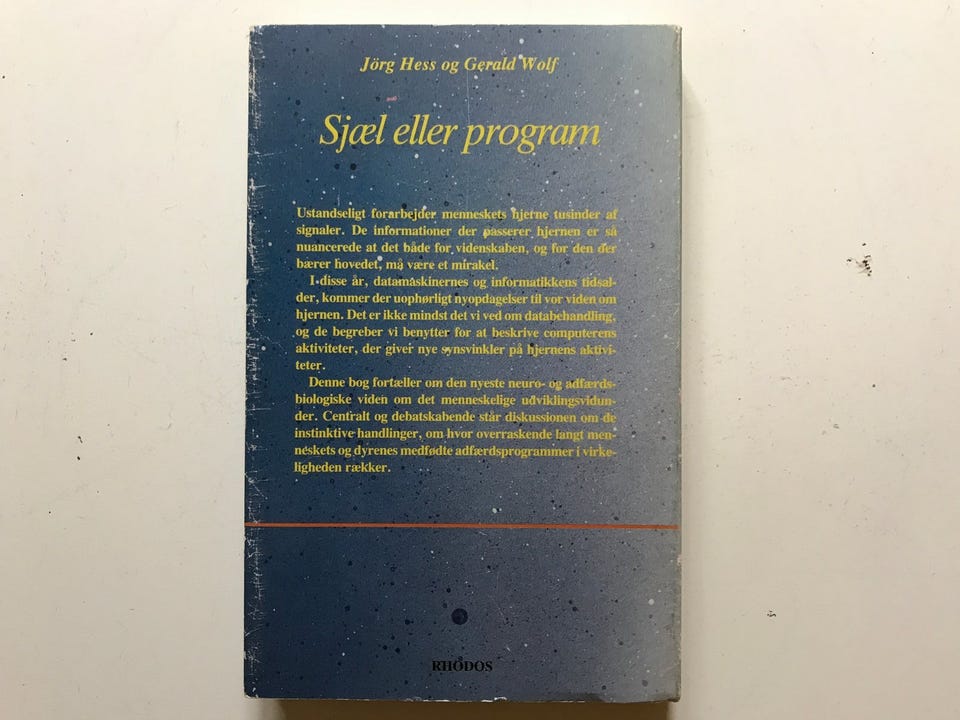 Jörg Hess og Gerald Wolf
Sjæl eller program
Ustandseligt forarbejder menneskets hjerne tusinder af
signaler. De informationer der passerer hjernen er så
nuancerede at det både for videnskaben, og for den der
bærer hovedet, må være et mirakel.
I disse år, datamaskinernes og informatikkens tidsal-
der, kommer der uophørligt nyopdagelser til vor viden om
hjernen. Det er ikke mindst det vi ved om databehandling,
og de begreber vi benytter for at beskrive computerens
aktiviteter, der giver nye synsvinkler på hjernens aktivi-
teter.
Denne bog fortæller om den nyeste neuro- og adfærds-
biologiske viden om det menneskelige udviklingsvidun-
der. Centralt og debatskabende står diskussionen om de
instinktive handlinger, om hvor overraskende langt men-
neskets og dyrenes medfødte adfærdsprogrammer i virke-
ligheden rækker.
RHODOS